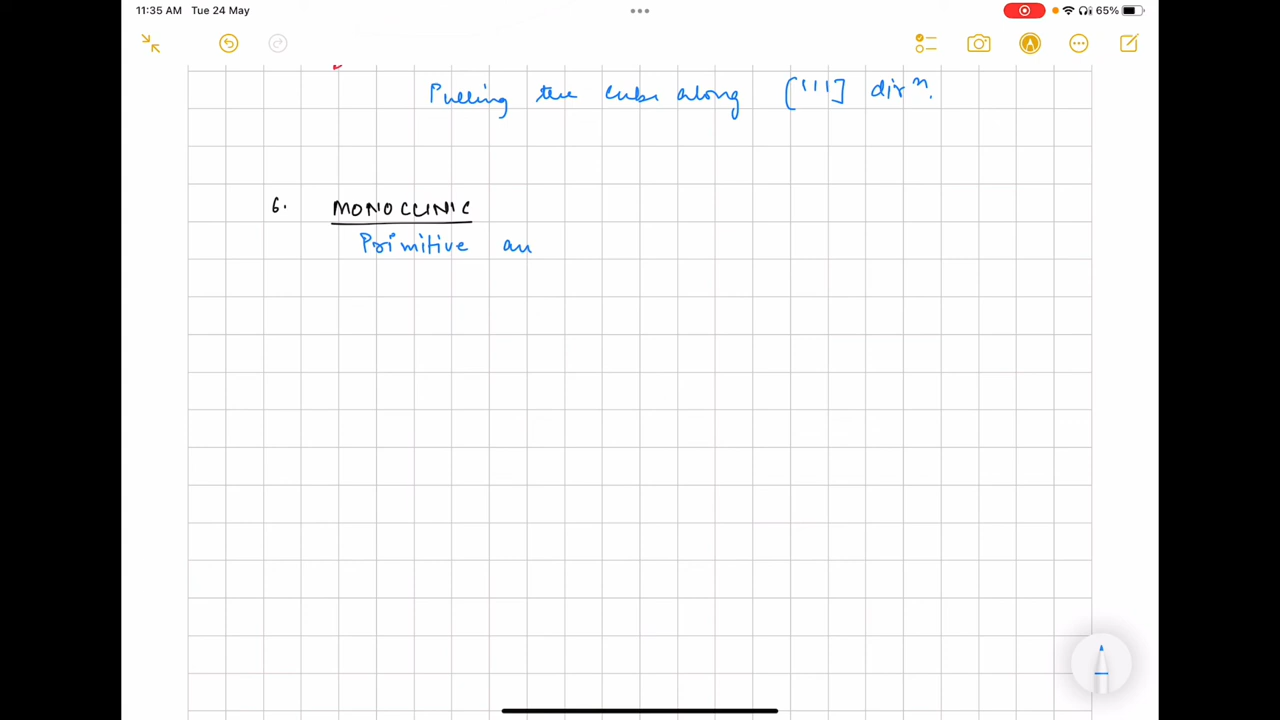 11:35 AM Tue 24 May
65%
Pulling the cube along [111] dirⁿ.
6. MONOCLINIC
Primitive an